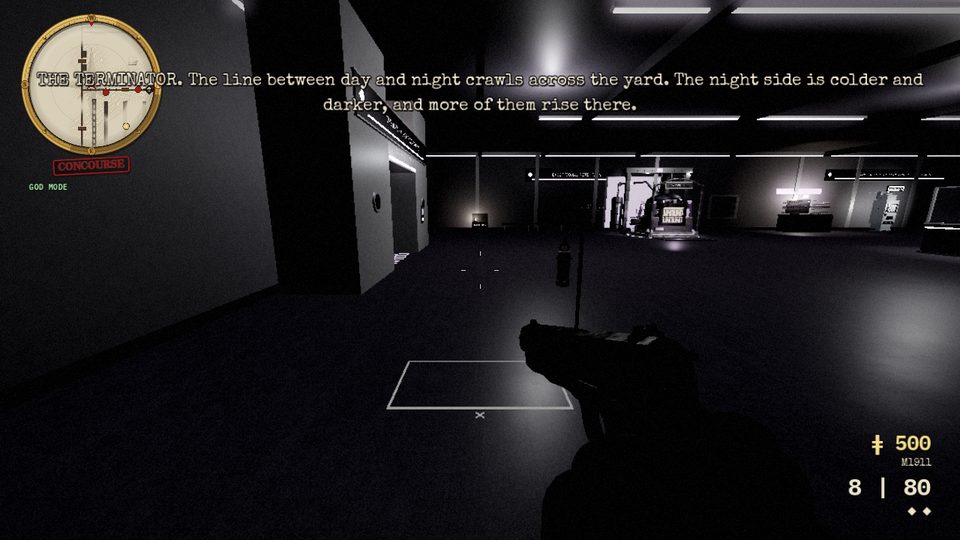 THE TERMINATOR. The line between day and night crawls across the yard. The night side is colder and
darker, and more of them rise there.
CONCOURSE
GOD MODE
500
M1911
8 | 80